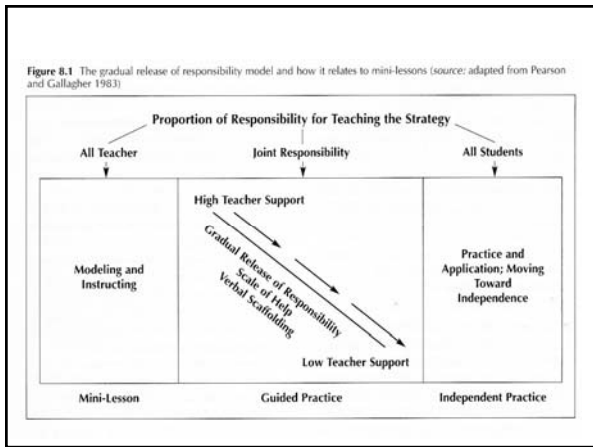 Figure 8.1 The gradual release of responsibility model and how it relates to mini-lessons (source: adapted from Pearson
and Gallagher 1983)
Proportion of Responsibility for Teaching the Strategy
All Teacher
Joint Responsibility
All Students
High Teacher Support
Modeling and
Instructing
Gradual Release of Responsibility
Scale of Help
Verbal Scaffolding
Practice and
Application; Moving
Toward
Independence
Low Teacher Support
Mini-Lesson
Guided Practice
Independent Practice